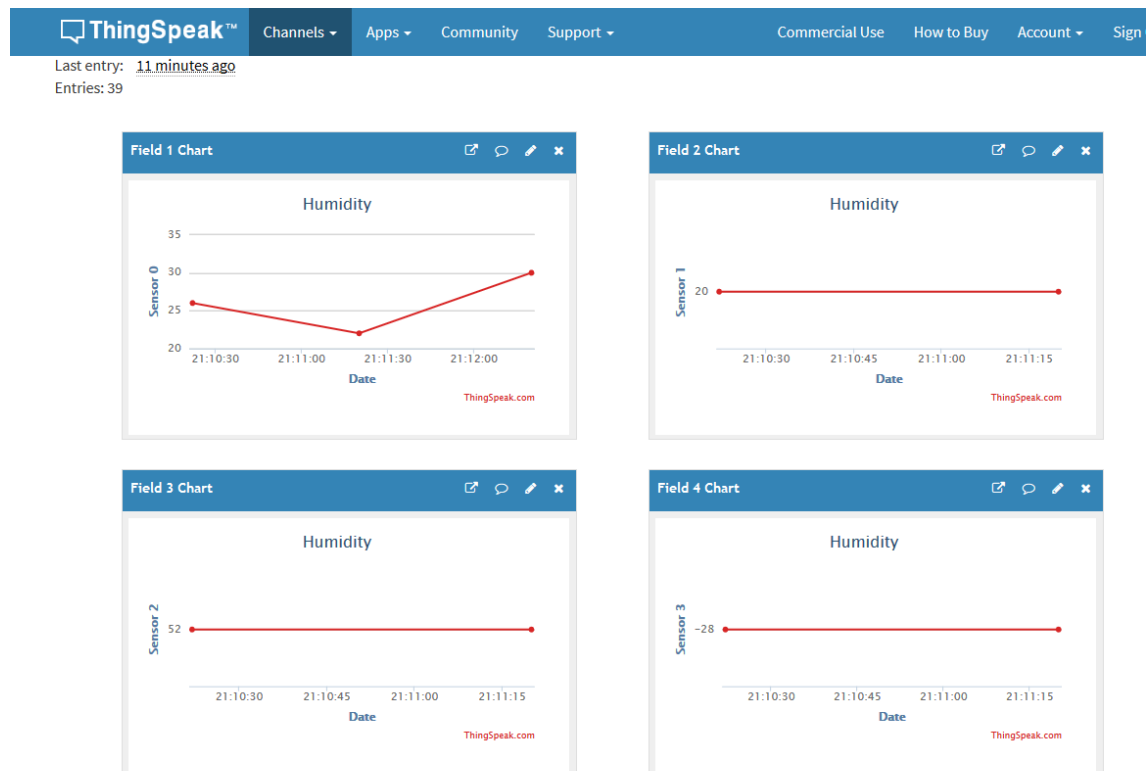 ThingSpeak™ Channels Apps Community Support Commercial Use How to Buy Account Sign
Last entry: 11 minutes ago
Entries: 39
Field 1 Chart
Humidity
35
30
25
20
Sensor 0
21:10:30 21:11:00 21:11:30 21:12:00
Date
ThingSpeak.com
Field 2 Chart
Humidity
20
Sensor 1
21:10:30 21:10:45 21:11:00 21:11:15
Date
ThingSpeak.com
Field 3 Chart
Humidity
52
Sensor 2
21:10:30 21:10:45 21:11:00 21:11:15
Date
ThingSpeak.com
Field 4 Chart
Humidity
−28
Sensor 3
21:10:30 21:10:45 21:11:00 21:11:15
Date
ThingSpeak.com